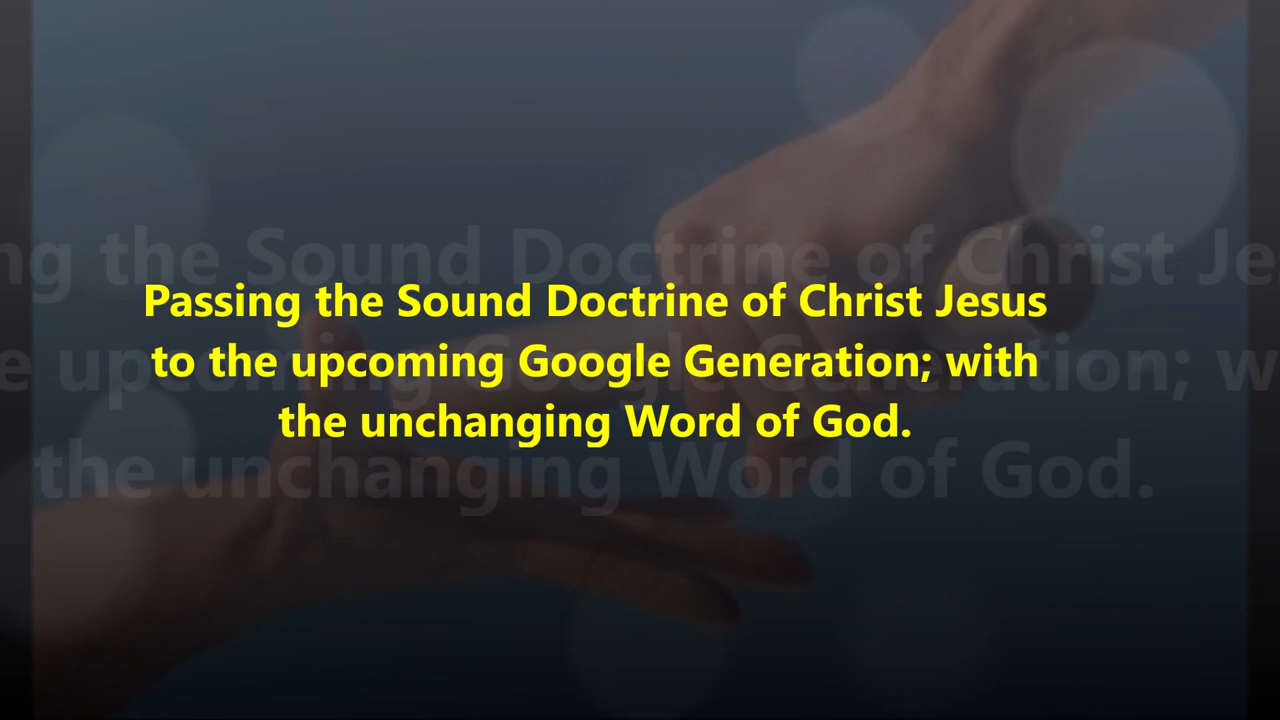 Passing the Sound Doctrine of Christ Jesus
to the upcoming Google Generation; with
the unchanging Word of God.